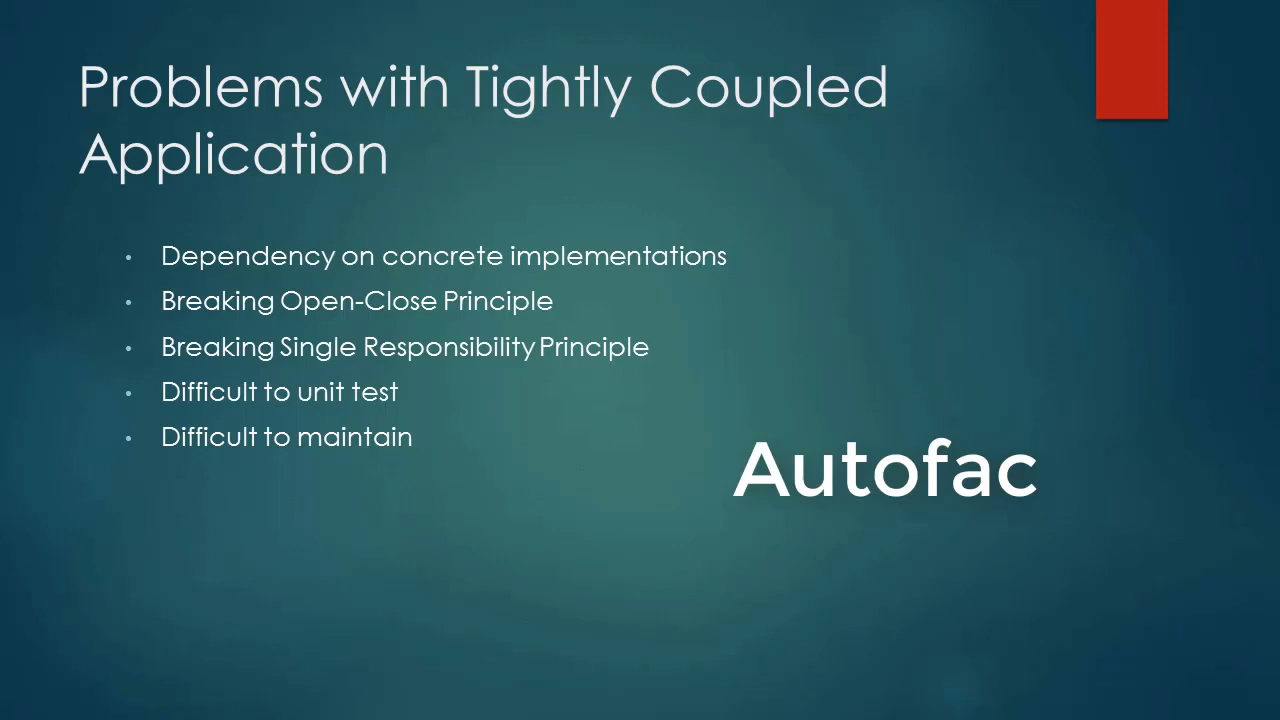 Problems with Tightly Coupled
Application
• Dependency on concrete implementations
• Breaking Open-Close Principle
• Breaking Single Responsibility Principle
• Difficult to unit test
• Difficult to maintain
Autofac